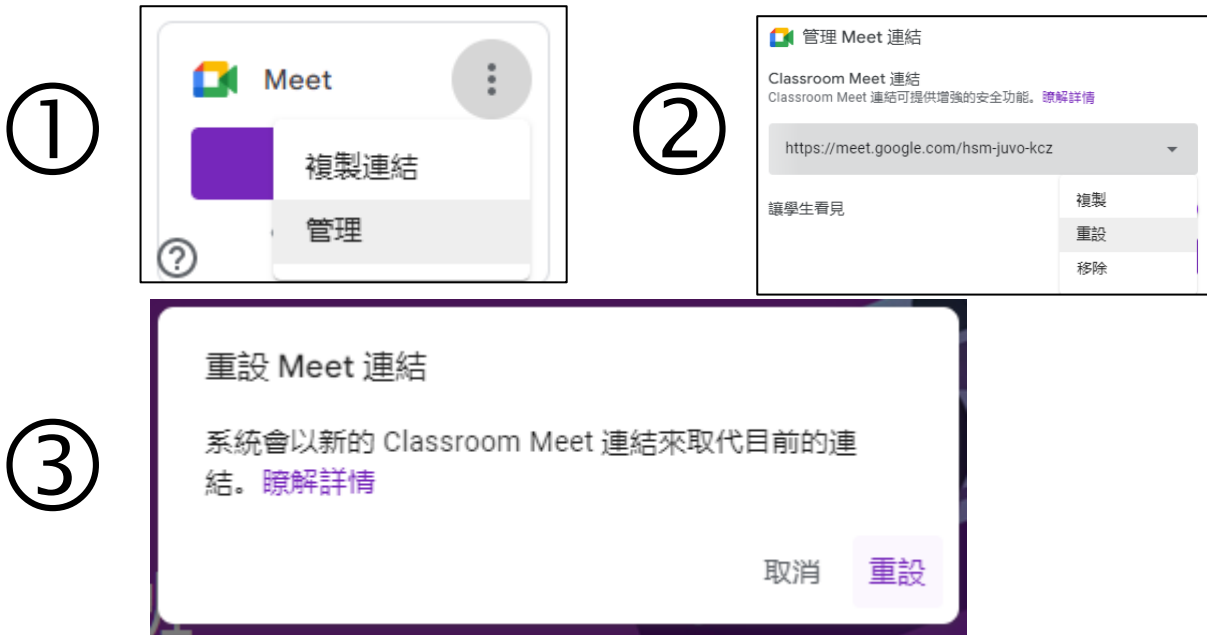 ①
Meet
複製連結
管理
②
管理 Meet 連結
Classroom Meet 連結
Classroom Meet 連結可提供增強的安全功能。瞭解詳情
https://meet.google.com/hsm-juvo-kcz
讓學生看見
複製
重設
移除
③
重設 Meet 連結
系統會以新的 Classroom Meet 連結來取代目前的連
結。瞭解詳情
取消 重設